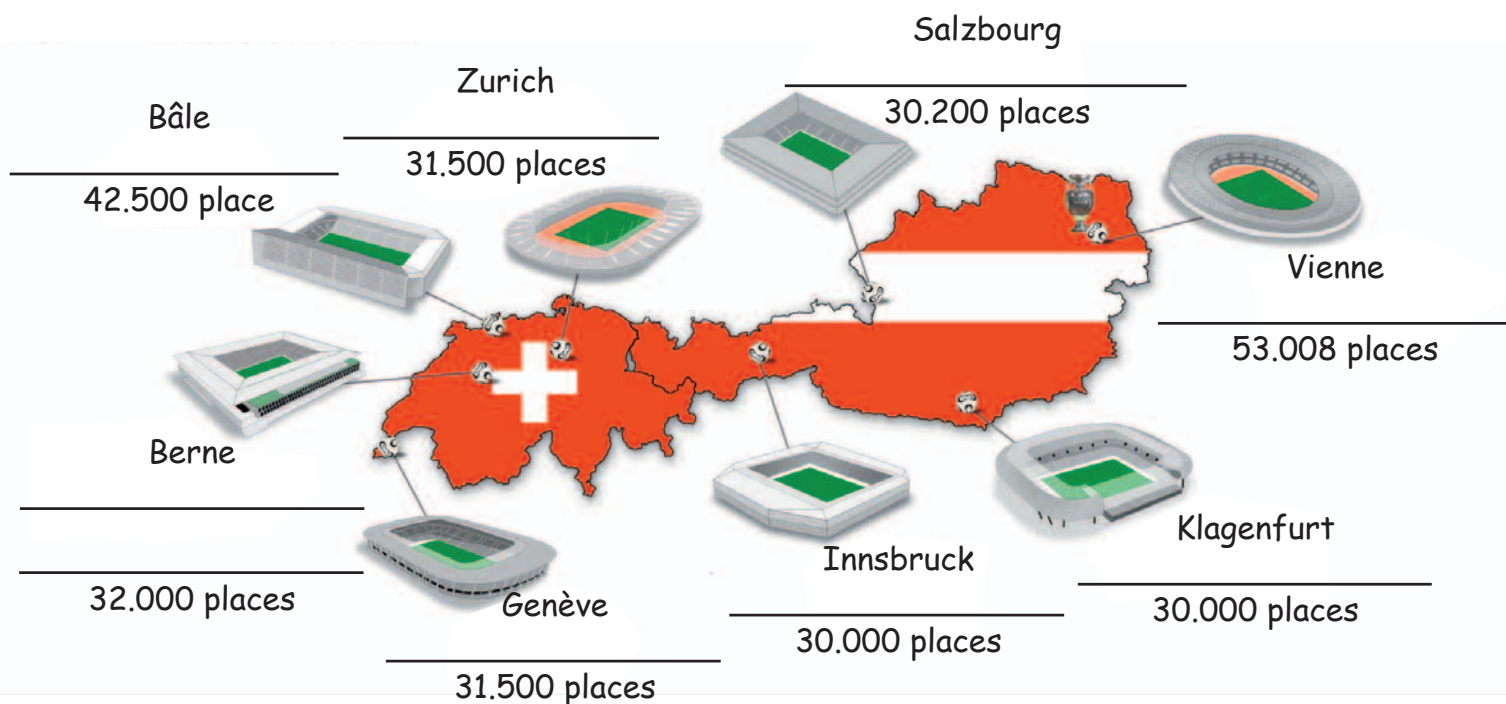 Salzbourg
30.200 places
Zurich
31.500 places
Bâle
42.500 place
Vienne
53.008 places
Berne
32.000 places
Genève
31.500 places
Innsbruck
30.000 places
Klagenfurt
30.000 places